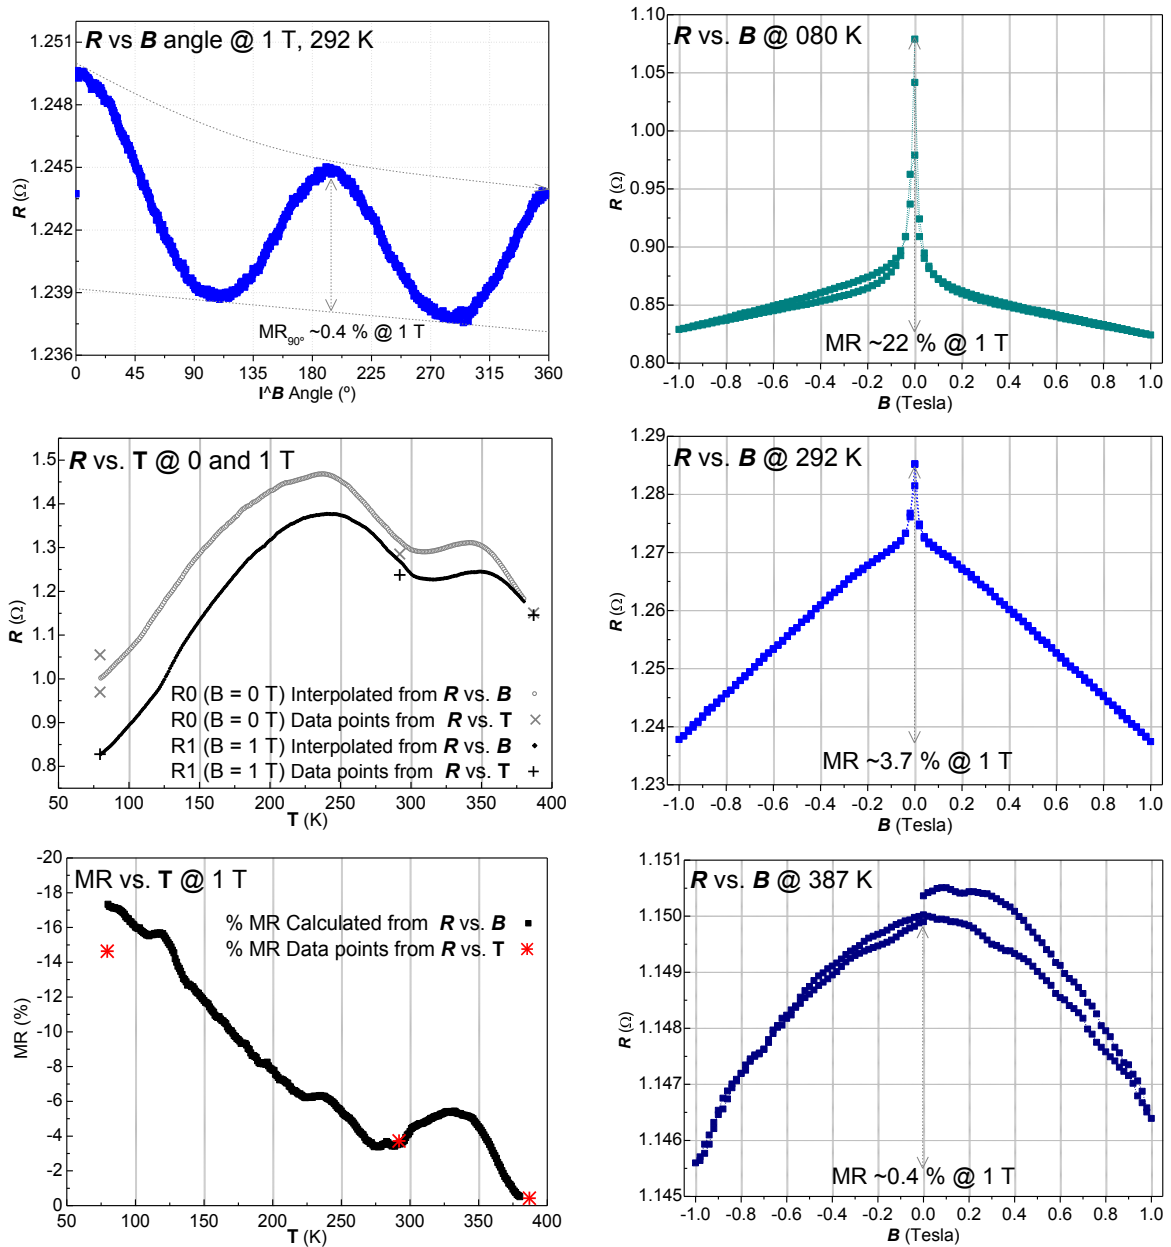 R vs B angle @ 1 T, 292 K
1.251
1.248
1.245
1.242
1.239
1.236
R (Ω)
MR90° ~0.4 % @ 1 T
0 45 90 135 180 225 270 315 360
I^B Angle (º)
R vs. B @ 080 K
1.10
1.05
1.00
0.95
0.90
0.85
0.80
R (Ω)
MR ~22 % @ 1 T
-1.0 -0.8 -0.6 -0.4 -0.2 0.0 0.2 0.4 0.6 0.8 1.0
B (Tesla)
R vs. T @ 0 and 1 T
1.5
1.4
1.3
1.2
1.1
1.0
0.9
0.8
R (Ω)
R0 (B = 0 T) Interpolated from R vs. B
R0 (B = 0 T) Data points from R vs. T
R1 (B = 1 T) Interpolated from R vs. B
R1 (B = 1 T) Data points from R vs. T
50 100 150 200 250 300 350 400
T (K)
R vs. B @ 292 K
1.29
1.28
1.27
1.26
1.25
1.24
1.23
R (Ω)
MR ~3.7 % @ 1 T
-1.0 -0.8 -0.6 -0.4 -0.2 0.0 0.2 0.4 0.6 0.8 1.0
B (Tesla)
MR vs. T @ 1 T
-20
-18
-16
-14
-12
-10
-8
-6
-4
-2
0
MR (%)
% MR Calculated from R vs. B
% MR Data points from R vs. T
50 100 150 200 250 300 350 400
T (K)
R vs. B @ 387 K
1.151
1.150
1.149
1.148
1.147
1.146
1.145
R (Ω)
MR ~0.4 % @ 1 T
-1.0 -0.8 -0.6 -0.4 -0.2 0.0 0.2 0.4 0.6 0.8 1.0
B (Tesla)